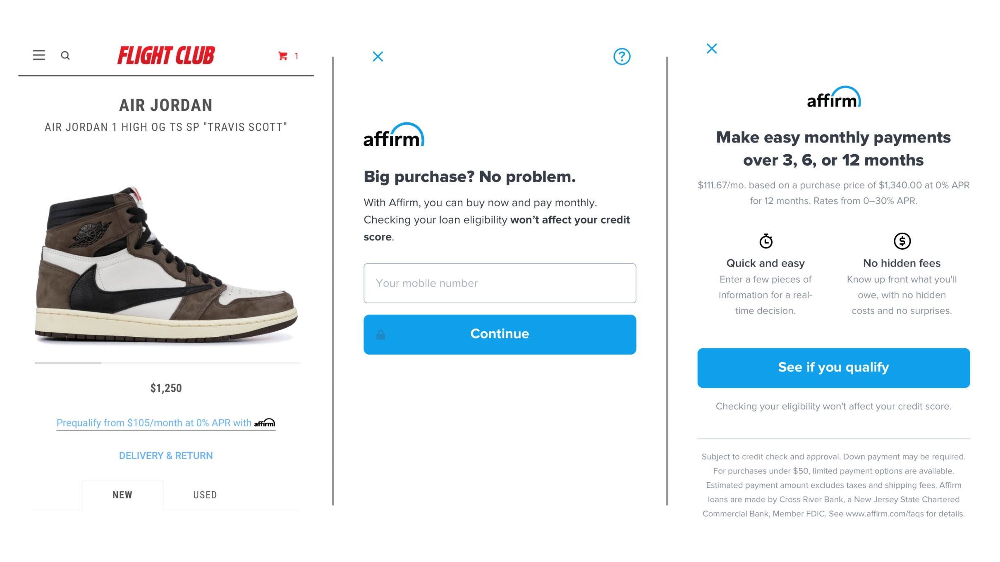 FLIGHT CLUB
1
AIR JORDAN
AIR JORDAN 1 HIGH OG TS SP "TRAVIS SCOTT"
AIR JORDAN
$1,250
Prequalify from $105/month at 0% APR with affirm
DELIVERY & RETURN
NEW
USED
?
affirm
Big purchase? No problem.
With Affirm, you can buy now and pay monthly.
Checking your loan eligibility won’t affect your credit
score.
Your mobile number
Continue
affirm
Make easy monthly payments
over 3, 6, or 12 months
$111.67/mo. based on a purchase price of $1,340.00 at 0% APR
for 12 months. Rates from 0–30% APR.
$
Quick and easy
Enter a few pieces of
information for a real-
time decision.
No hidden fees
Know up front what you'll
owe, with no hidden
costs and no surprises.
See if you qualify
Checking your eligibility won't affect your credit score.
Subject to credit check and approval. Down payment may be required.
For purchases under $50, limited payment options are available.
Estimated payment amount excludes taxes and shipping fees. Affirm
loans are made by Cross River Bank, a New Jersey State Chartered
Commercial Bank, Member FDIC. See www.affirm.com/faqs for details.